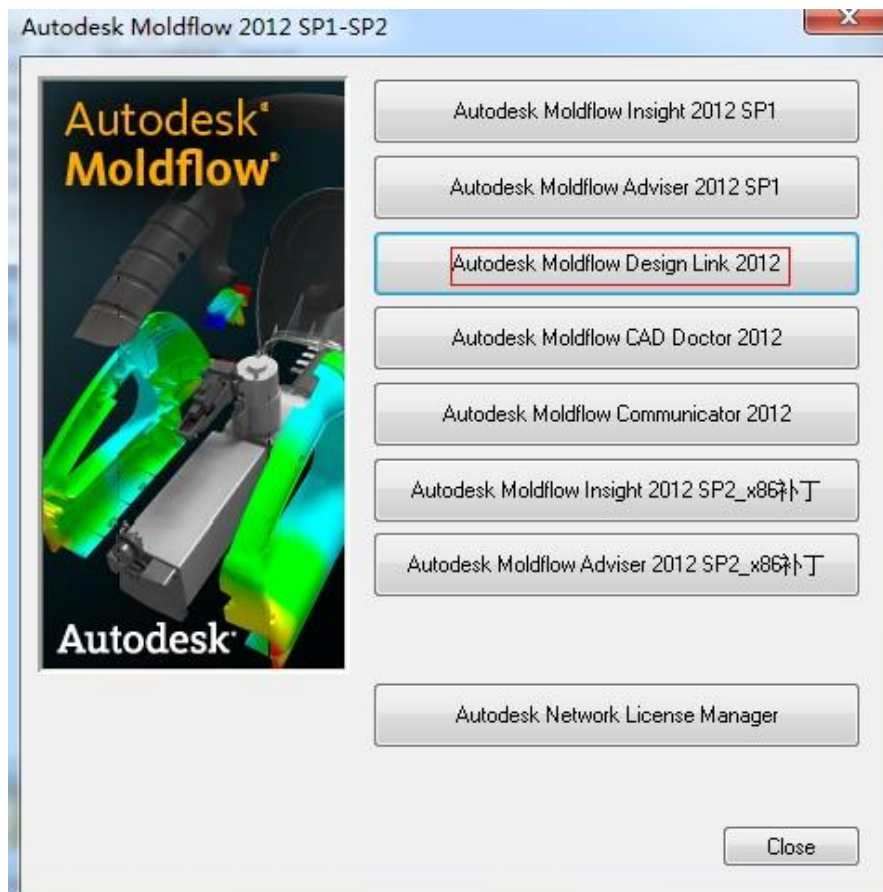 Autodesk Moldflow 2012 SP1-SP2
Autodesk®
Moldflow®
Autodesk®
Autodesk Moldflow Insight 2012 SP1
Autodesk Moldflow Adviser 2012 SP1
Autodesk Moldflow Design Link 2012
Autodesk Moldflow CAD Doctor 2012
Autodesk Moldflow Communicator 2012
Autodesk Moldflow Insight 2012 SP2_x86补丁
Autodesk Moldflow Adviser 2012 SP2_x86补丁
Autodesk Network License Manager
Close